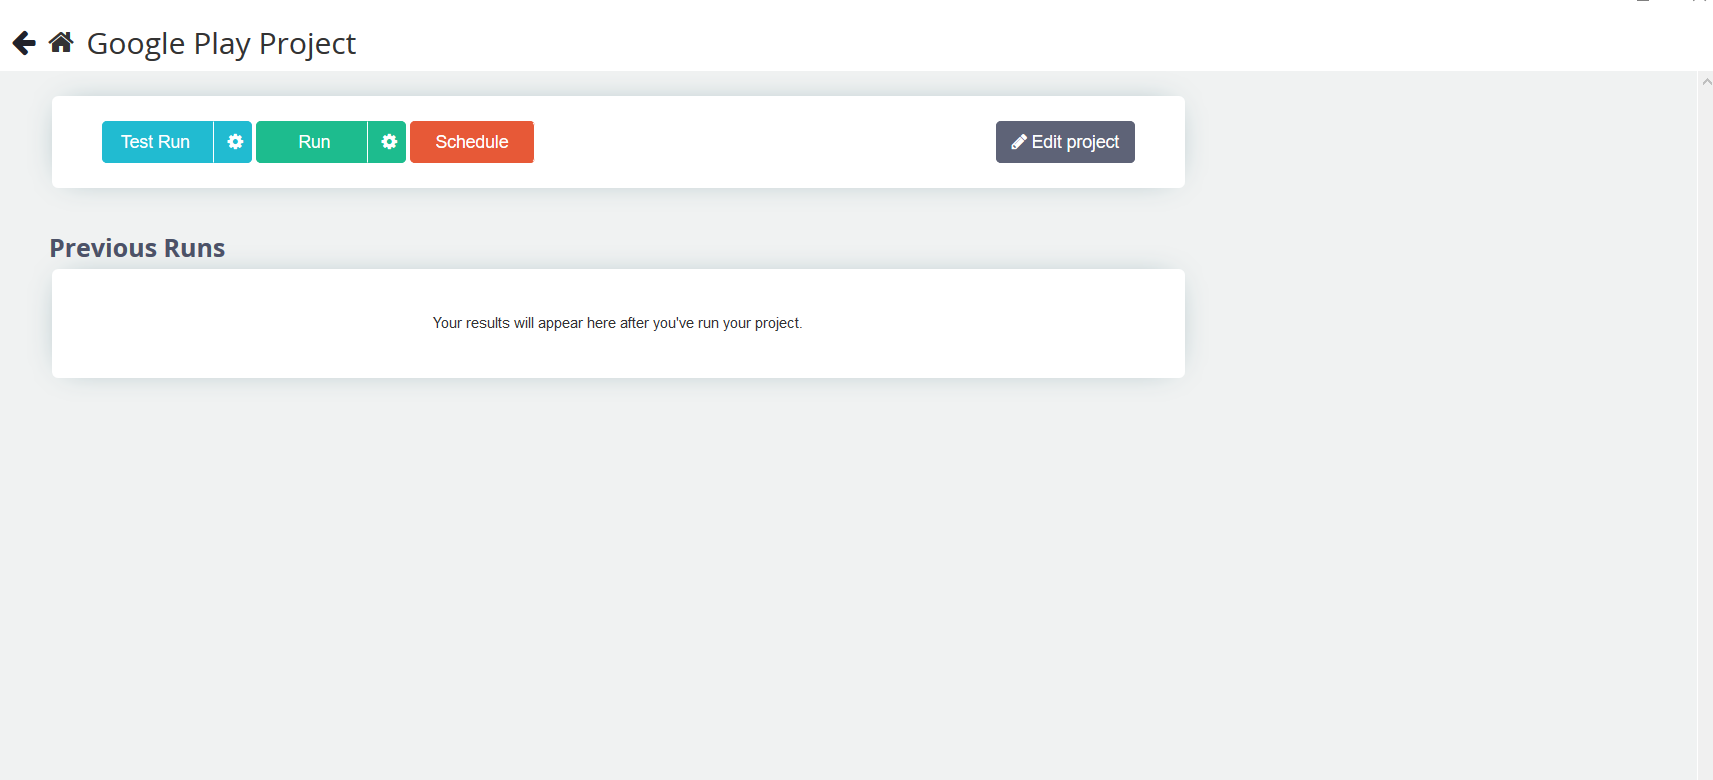 Google Play Project
Test Run Run Schedule Edit project
Previous Runs
Your results will appear here after you've run your project.